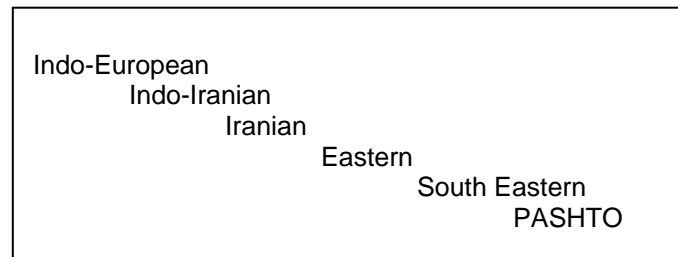 Indo-European
Indo-Iranian
Iranian
Eastern
South Eastern
PASHTO